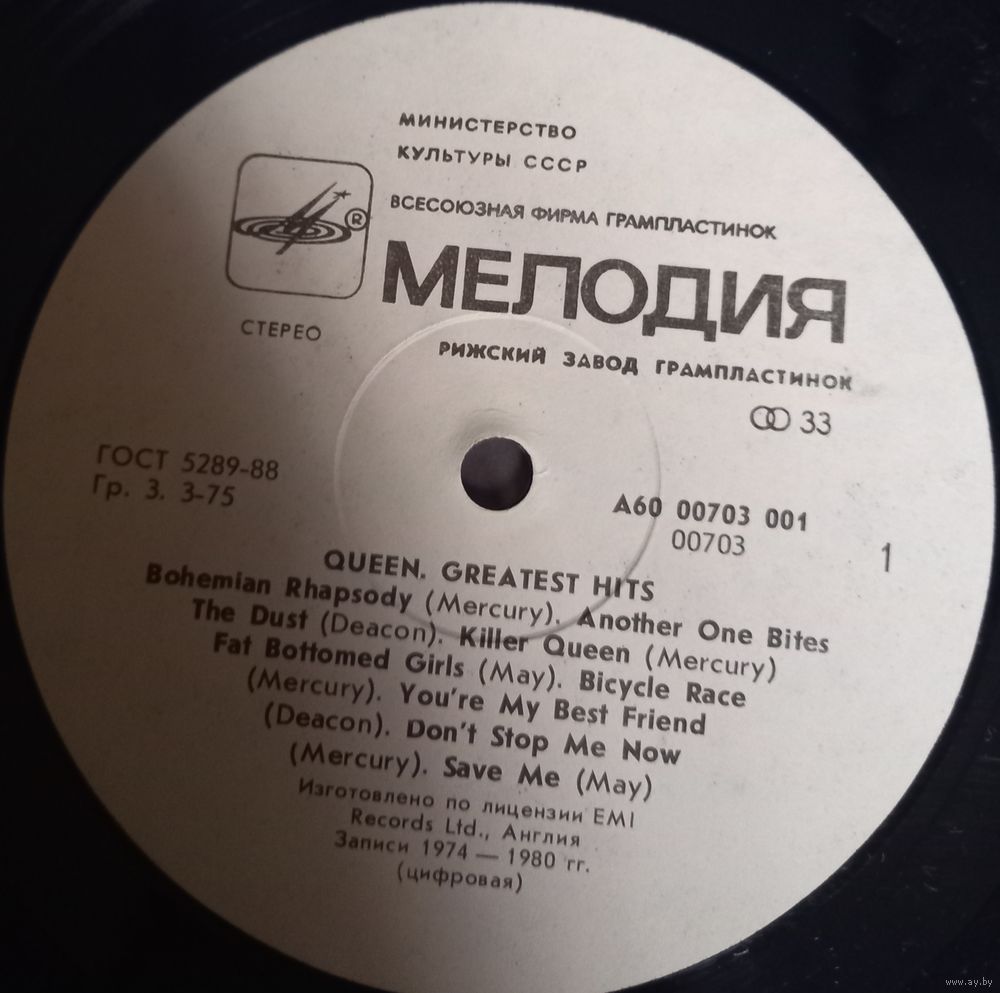 МИНИСТЕРСТВО
КУЛЬТУРЫ СССР
ВСЕСОЮЗНАЯ ФИРМА ГРАМПЛАСТИНОК
®
МЕЛОДИЯ
СТЕРЕО
РИЖСКИЙ ЗАВОД ГРАМПЛАСТИНОК
33
ГОСТ 5289-88
Гр. 3. 3-75
А60 00703 001
00703
1
QUEEN. GREATEST HITS
Bohemian Rhapsody (Mercury). Another One Bites
The Dust (Deacon). Killer Queen (Mercury)
Fat Bottomed Girls (May). Bicycle Race
(Mercury). You're My Best Friend
(Deacon). Don't Stop Me Now
(Mercury). Save Me (May)
Изготовлено по лицензии EMI
Records Ltd., Англия
Записи 1974 — 1980 гг.
(цифровая)
www.ay.by